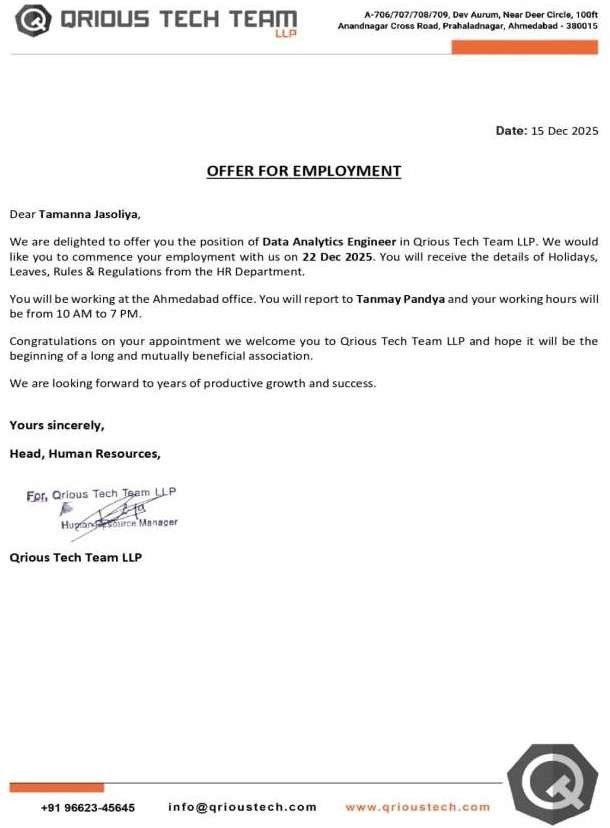 QRIOUS TECH TEAM
LLP
A-706/707/708/709, Dev Aurum, Near Deer Circle, 100ft
Anandnagar Cross Road, Prahaladnagar, Ahmedabad - 380015
Date: 15 Dec 2025
OFFER FOR EMPLOYMENT
Dear Tamanna Jasoliya,
We are delighted to offer you the position of Data Analytics Engineer in Qrious Tech Team LLP. We would
like you to commence your employment with us on 22 Dec 2025. You will receive the details of Holidays,
Leaves, Rules & Regulations from the HR Department.
You will be working at the Ahmedabad office. You will report to Tanmay Pandya and your working hours will
be from 10 AM to 7 PM.
Congratulations on your appointment we welcome you to Qrious Tech Team LLP and hope it will be the
beginning of a long and mutually beneficial association.
We are looking forward to years of productive growth and success.
Yours sincerely,
Head, Human Resources,
For, Qrious Tech Team LLP
Human Resource Manager
Qrious Tech Team LLP
+91 96623-45645 info@qrioustech.com www.qrioustech.com